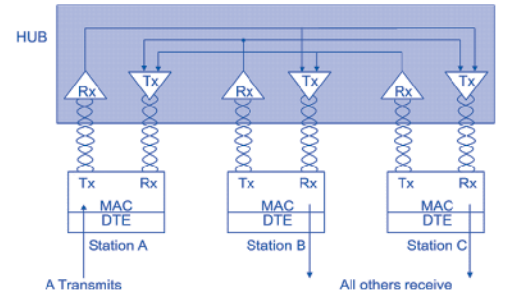 HUB
Rx Tx Rx Tx Rx Tx
Tx Rx Tx Rx Tx Rx
MAC MAC MAC
DTE DTE DTE
Station A Station B Station C
A Transmits All others receive